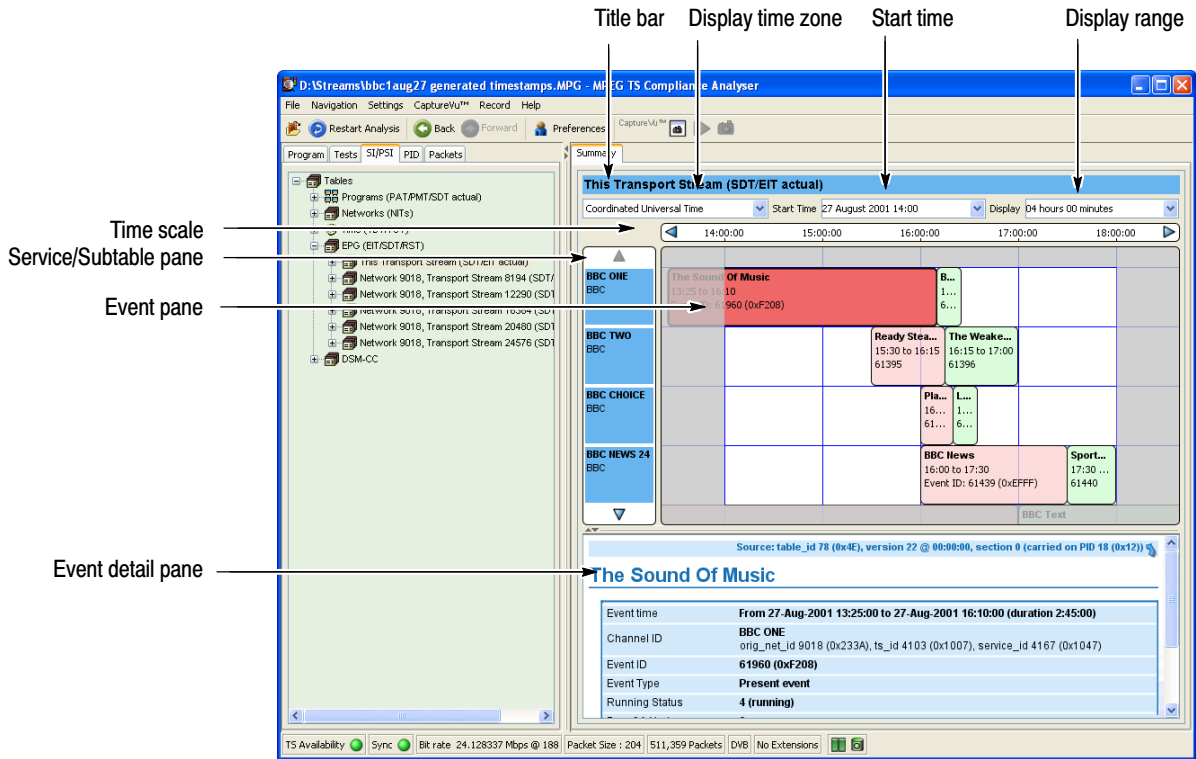 Title bar
Display time zone
Start time
Display range
D:\Streams\bbc1aug27 generated timestamps.MPG - MPEG TS Compliance Analyser
File Navigation Settings CaptureVu™ Record Help
Restart Analysis Back Forward Preferences CaptureVu™
Program Tests SI/PSI PID Packets
Summary
Tables
Programs (PAT/PMT/SDT actual)
Networks (NITs)
EPG (EIT/SDT/RST)
This Transport Stream (SDT/EIT actual)
Network 9018, Transport Stream 8194 (SDT/
Network 9018, Transport Stream 12290 (SDT
Network 9018, Transport Stream 16384 (SDT
Network 9018, Transport Stream 20480 (SDT
Network 9018, Transport Stream 24576 (SDT
DSM-CC
Time scale
Service/Subtable pane
Event pane
Event detail pane
This Transport Stream (SDT/EIT actual)
Coordinated Universal Time Start Time 27 August 2001 14:00 Display 04 hours 00 minutes
14:00:00 15:00:00 16:00:00 17:00:00 18:00:00
BBC ONE
BBC
The Sound Of Music
13:25 to 16:10
61960 (0xF208)
B...
1...
6...
BBC TWO
BBC
Ready Stea...
15:30 to 16:15
61395
The Weake...
16:15 to 17:00
61396
BBC CHOICE
BBC
Pla...
16...
61...
L...
1...
6...
BBC NEWS 24
BBC
BBC News
16:00 to 17:30
Event ID: 61439 (0xEFFF)
Sport...
17:30 ...
61440
BBC Text
Source: table_id 78 (0x4E), version 22 @ 00:00:00, section 0 (carried on PID 18 (0x12))
The Sound Of Music
Event time From 27-Aug-2001 13:25:00 to 27-Aug-2001 16:10:00 (duration 2:45:00)
Channel ID BBC ONE
orig_net_id 9018 (0x233A), ts_id 4103 (0x1007), service_id 4167 (0x1047)
Event ID 61960 (0xF208)
Event Type Present event
Running Status 4 (running)
TS Availability Sync Bit rate 24.128337 Mbps @ 188 Packet Size : 204 511,359 Packets DVB No Extensions